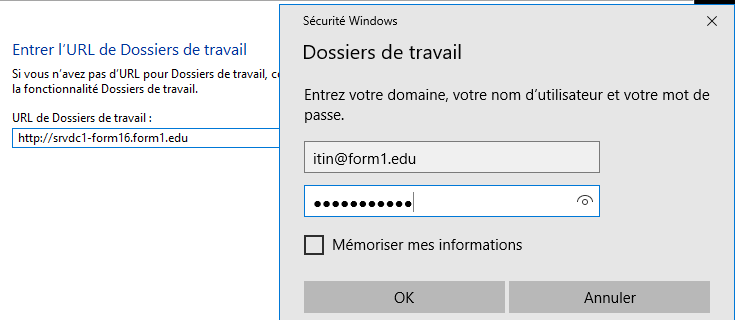 Entrer l'URL de Dossiers de travail
Si vous n'avez pas d'URL pour Dossiers de travail,
la fonctionnalité Dossiers de travail.
URL de Dossiers de travail :
http://srvdc1-form16.form1.edu
Sécurité Windows
Dossiers de travail
Entrez votre domaine, votre nom d'utilisateur et votre mot de
passe.
itin@form1.edu
●●●●●●●●●●●
Mémoriser mes informations
OK
Annuler